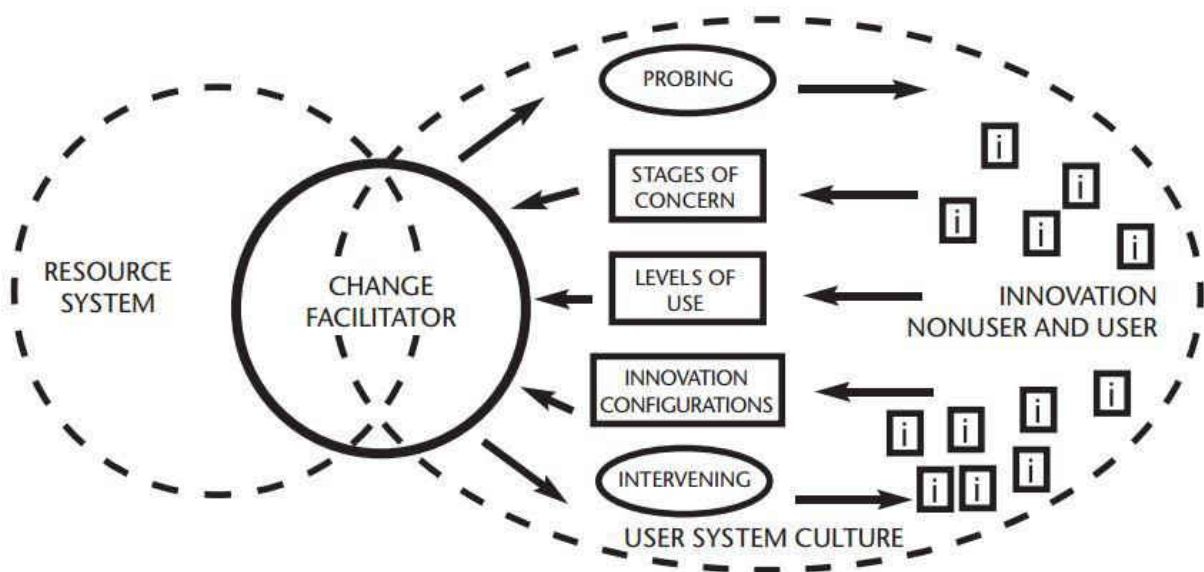 PROBING
STAGES OF
CONCERN
RESOURCE
SYSTEM
CHANGE
FACILITATOR
LEVELS OF
USE
INNOVATION
NONUSER AND USER
INNOVATION
CONFIGURATIONS
INTERVENING
USER SYSTEM CULTURE
i
i
i
i
i
i
i
i
i
i
i
i